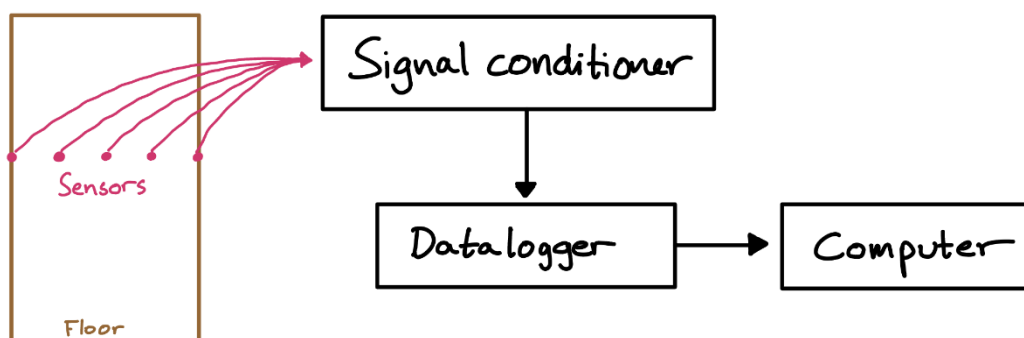 Signal conditioner
Sensors
Datalogger
Computer
Floor